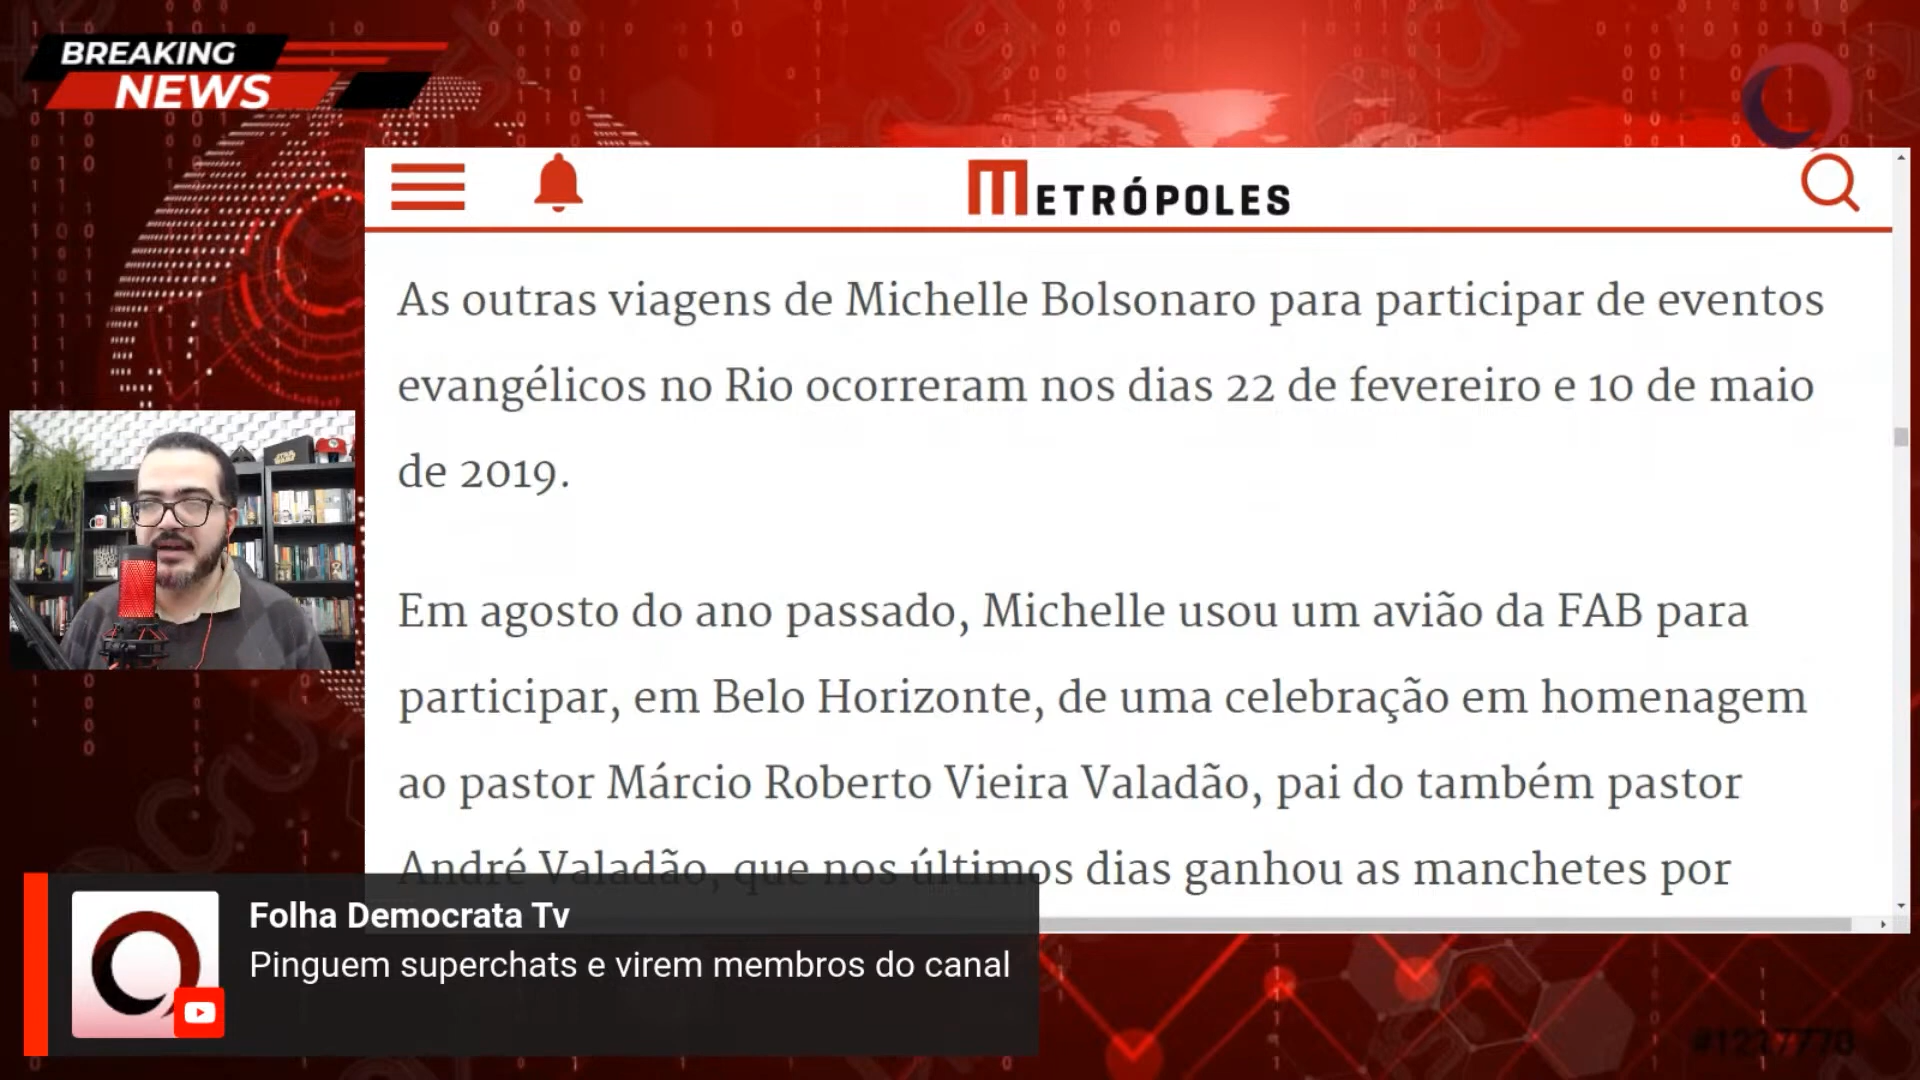 BREAKING
NEWS
METRÓPOLES
As outras viagens de Michelle Bolsonaro para participar de eventos
evangélicos no Rio ocorreram nos dias 22 de fevereiro e 10 de maio
de 2019.
Em agosto do ano passado, Michelle usou um avião da FAB para
participar, em Belo Horizonte, de uma celebração em homenagem
ao pastor Márcio Roberto Vieira Valadão, pai do também pastor
André Valadão, que nos últimos dias ganhou as manchetes por
Folha Democrata Tv
Pinguem superchats e virem membros do canal